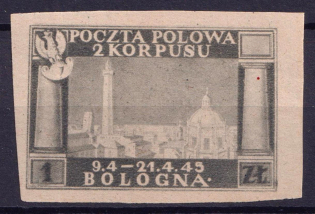 POCZTA POLOWA
2 KORPUSU
9.4–21.4.45
1 BOLOGNA· ZŁ